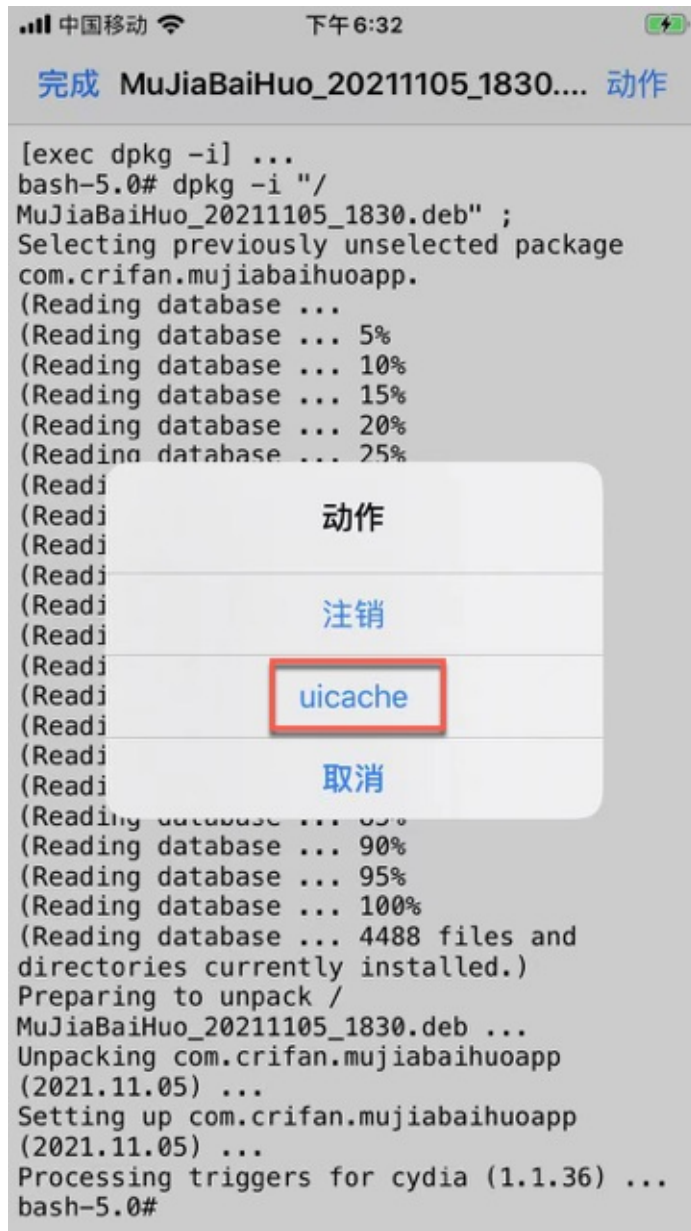 中国移动 下午6:32
完成 MuJiaBaiHuo_20211105_1830.... 动作
[exec dpkg -i] ...
bash-5.0# dpkg -i "/
MuJiaBaiHuo_20211105_1830.deb" ;
Selecting previously unselected package
com.crifan.mujiabaihuoapp.
(Reading database ...
(Reading database ... 5%
(Reading database ... 10%
(Reading database ... 15%
(Reading database ... 20%
(Reading database ... 25%
(Readi
(Readi
(Readi
(Readi
(Readi
(Readi
(Readi
(Readi
(Readi
(Readi
(Readi
动作
注销
uicache
取消
(Reading database ... 85%
(Reading database ... 90%
(Reading database ... 95%
(Reading database ... 100%
(Reading database ... 4488 files and
directories currently installed.)
Preparing to unpack /
MuJiaBaiHuo_20211105_1830.deb ...
Unpacking com.crifan.mujiabaihuoapp
(2021.11.05) ...
Setting up com.crifan.mujiabaihuoapp
(2021.11.05) ...
Processing triggers for cydia (1.1.36) ...
bash-5.0#